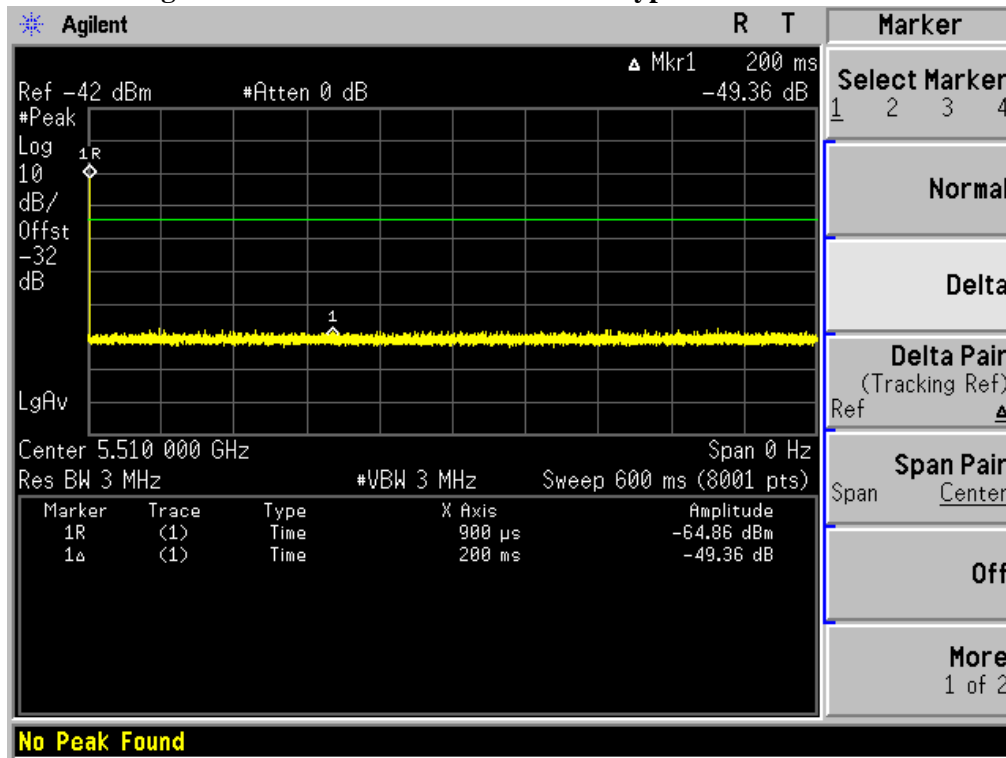 Agilent R T
Marker
▵ Mkr1 200 ms
Ref −42 dBm #Atten 0 dB −49.36 dB
#Peak
Log
10
dB/
Offst
−32
dB
1R
1
LgAv
Center 5.510 000 GHz Span 0 Hz
Res BW 3 MHz #VBW 3 MHz Sweep 600 ms (8001 pts)
Marker Trace Type X Axis Amplitude
1R (1) Time 900 µs −64.86 dBm
1▵ (1) Time 200 ms −49.36 dB
Select Marker
1 2 3 4
Normal
Delta
Delta Pair
(Tracking Ref)
Ref ▵
Span Pair
Span Center
Off
More
1 of 2
No Peak Found